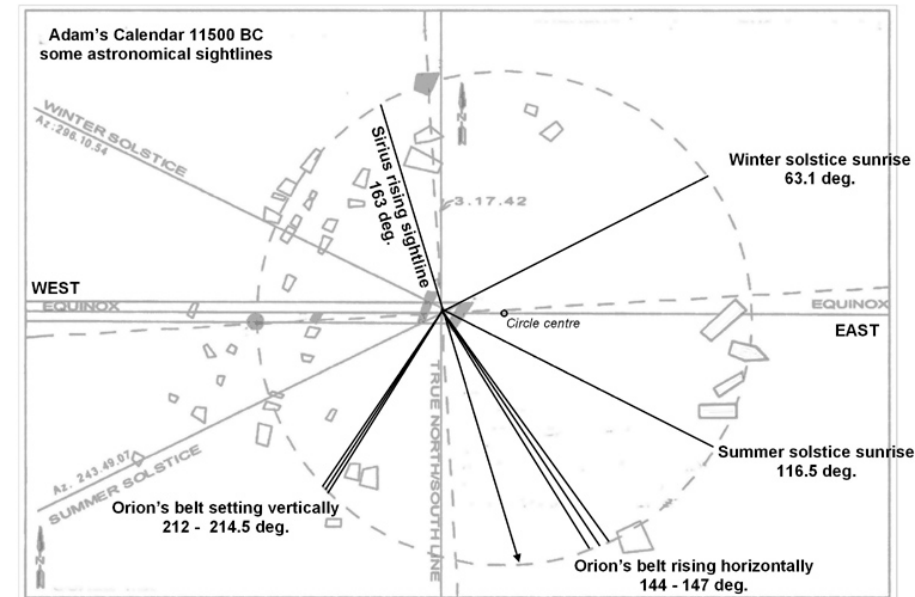 Adam's Calendar 11500 BC
some astronomical sightlines
WINTER SOLSTICE
Az:296.10.54
Sirius rising sightline
163 deg.
N
3.17.42
Winter solstice sunrise
63.1 deg.
WEST
EQUINOX
Circle centre
EQUINOX
EAST
TRUE NORTH/SOUTH LINE
Az. 243.49.07
SUMMER SOLSTICE
Summer solstice sunrise
116.5 deg.
Orion's belt setting vertically
212 - 214.5 deg.
N
Orion's belt rising horizontally
144 - 147 deg.